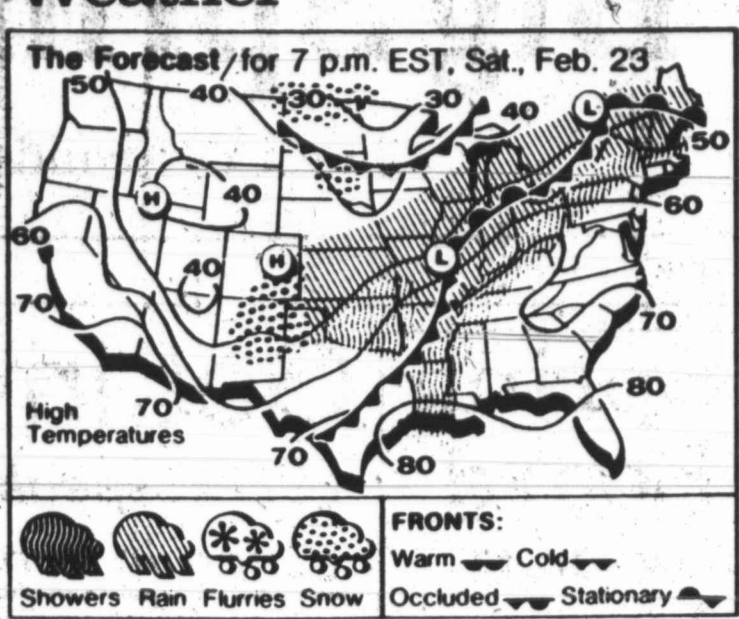 Weather
The Forecast/for 7 p.m. EST, Sat., Feb. 23
50 40 30 30 40
L
50
H
40
60
60
H
L
40
70
70
80
High
Temperatures
70
70
80
Showers Rain Flurries Snow
FRONTS:
Warm Cold
Occluded Stationary